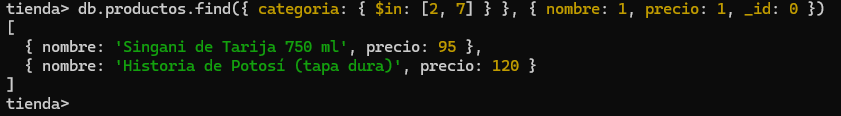 tienda> db.productos.find({ categoria: { $in: [2, 7] } }, { nombre: 1, precio: 1, _id: 0 })
[
  { nombre: 'Singani de Tarija 750 ml', precio: 95 },
  { nombre: 'Historia de Potosí (tapa dura)', precio: 120 }
]
tienda>